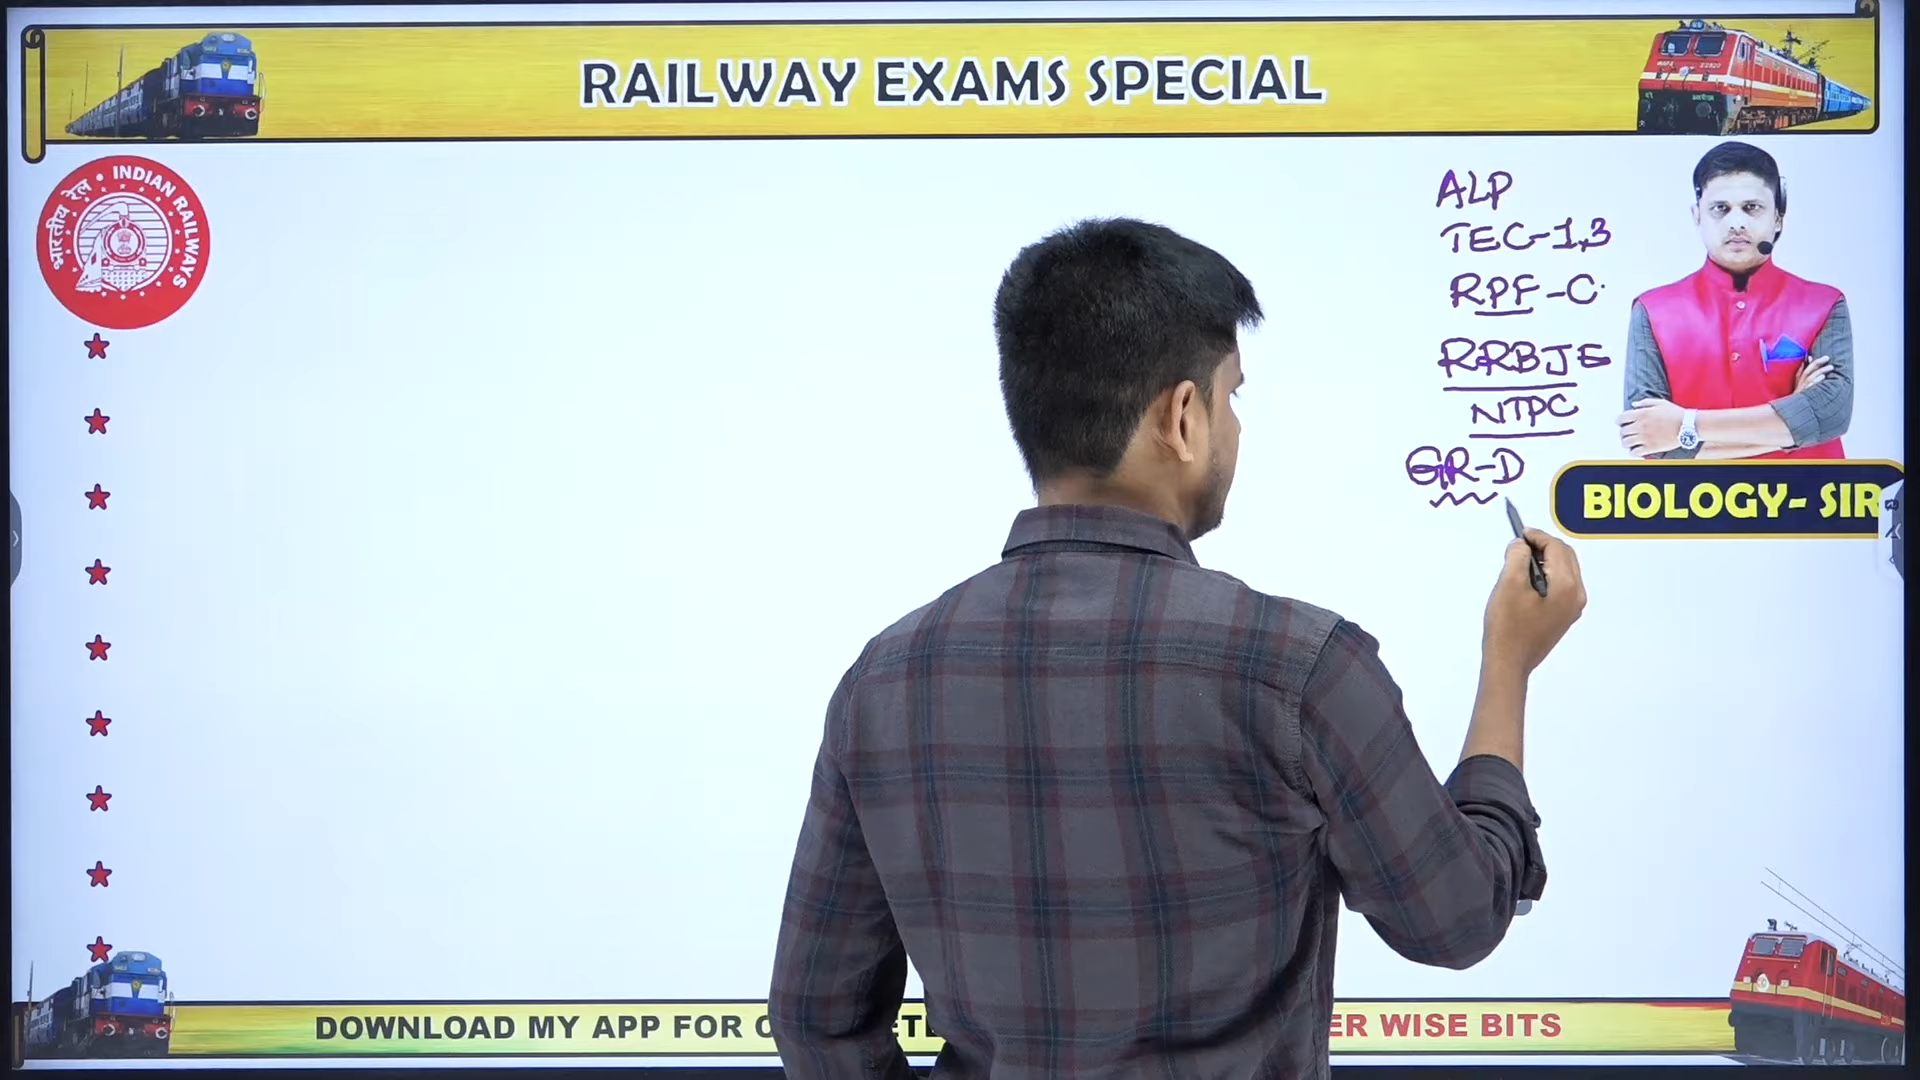 RAILWAY EXAMS SPECIAL
भारतीय रेल • INDIAN RAILWAYS
ALP
TEC-1,3
RPF-C
RRBJE
NTPC
GR-D
BIOLOGY- SIR
DOWNLOAD MY APP FOR
WISE BITS